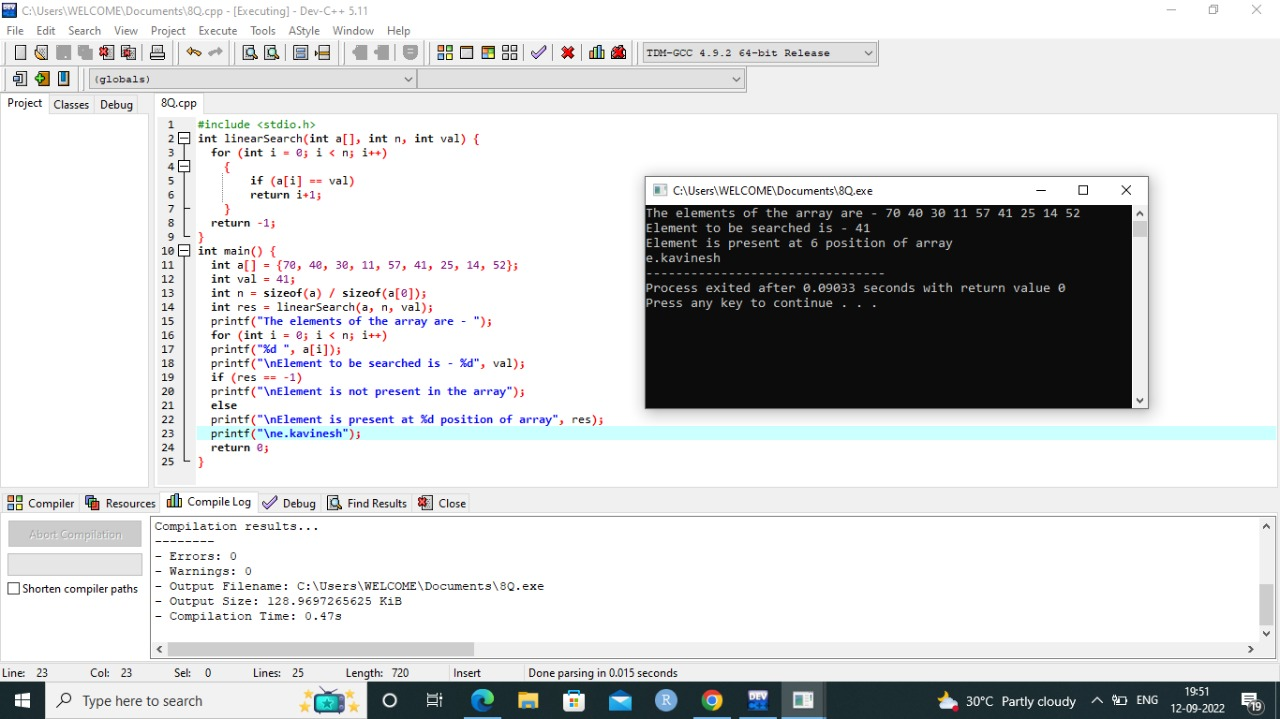 C:\Users\WELCOME\Documents\8Q.cpp - [Executing] - Dev-C++ 5.11
File Edit Search View Project Execute Tools AStyle Window Help
TDM-GCC 4.9.2 64-bit Release
(globals)
Project Classes Debug
8Q.cpp
1 #include <stdio.h>
2 int linearSearch(int a[], int n, int val) {
3 for (int i = 0; i < n; i++)
4 {
5 if (a[i] == val)
6 return i+1;
7 }
8 return -1;
9 }
10 int main() {
11 int a[] = {70, 40, 30, 11, 57, 41, 25, 14, 52};
12 int val = 41;
13 int n = sizeof(a) / sizeof(a[0]);
14 int res = linearSearch(a, n, val);
15 printf("The elements of the array are - ");
16 for (int i = 0; i < n; i++)
17 printf("%d ", a[i]);
18 printf("\nElement to be searched is - %d", val);
19 if (res == -1)
20 printf("\nElement is not present in the array");
21 else
22 printf("\nElement is present at %d position of array", res);
23 printf("\ne.kavinesh");
24 return 0;
25 }
C:\Users\WELCOME\Documents\8Q.exe
The elements of the array are - 70 40 30 11 57 41 25 14 52
Element to be searched is - 41
Element is present at 6 position of array
e.kavinesh
--------------------------------
Process exited after 0.09033 seconds with return value 0
Press any key to continue . . .
Compiler Resources Compile Log Debug Find Results Close
Abort Compilation
Shorten compiler paths
Compilation results...
--------
- Errors: 0
- Warnings: 0
- Output Filename: C:\Users\WELCOME\Documents\8Q.exe
- Output Size: 128.9697265625 KiB
- Compilation Time: 0.47s
Line: 23 Col: 23 Sel: 0 Lines: 25 Length: 720 Insert Done parsing in 0.015 seconds
Type here to search
R
DEV
30°C Partly cloudy
ENG
19:51
12-09-2022
19